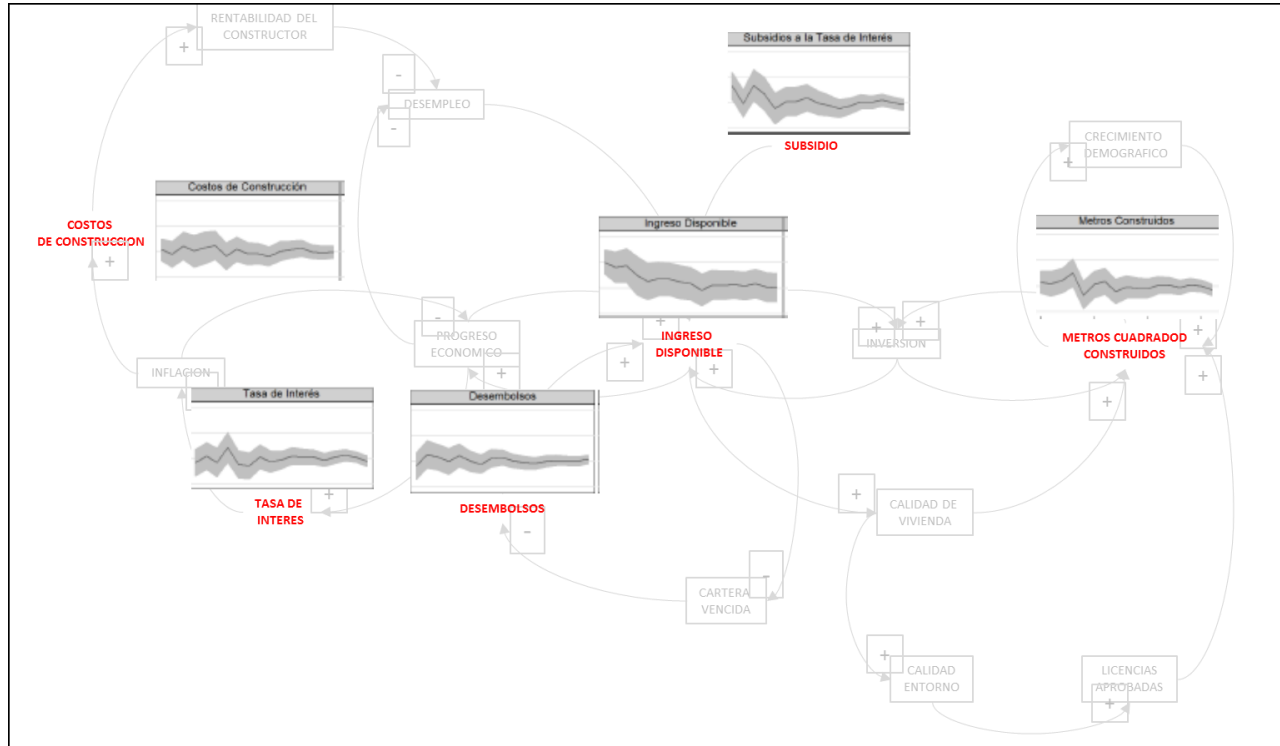 RENTABILIDAD DEL
CONSTRUCTOR
+
-
DESEMPLEO
-
Subsidios a la Tasa de Interés
SUBSIDIO
CRECIMIENTO
DEMOGRAFICO
+
Costos de Construcción
COSTOS
DE CONSTRUCCION
+
Ingreso Disponible
Metros Construidos
-
PROGRESO
ECONOMICO
+
+
INGRESO
DISPONIBLE
+
+
+
+
INVERSION
METROS CUADRADOD
CONSTRUIDOS
+
+
+
INFLACION
Tasa de Interés
Desembolsos
TASA DE
INTERES
+
DESEMBOLSOS
-
+
CALIDAD DE
VIVIENDA
-
CARTERA
VENCIDA
+
CALIDAD
ENTORNO
LICENCIAS
APROBADAS
+